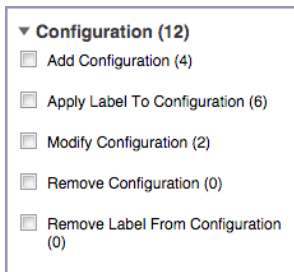 Configuration (12)
Add Configuration (4)
Apply Label To Configuration (6)
Modify Configuration (2)
Remove Configuration (0)
Remove Label From Configuration
(0)